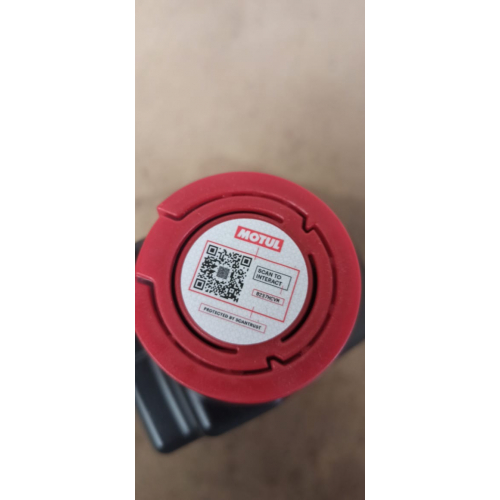 MOTUL
SCAN TO
INTERACT
PROTECTED BY SCANTRUST